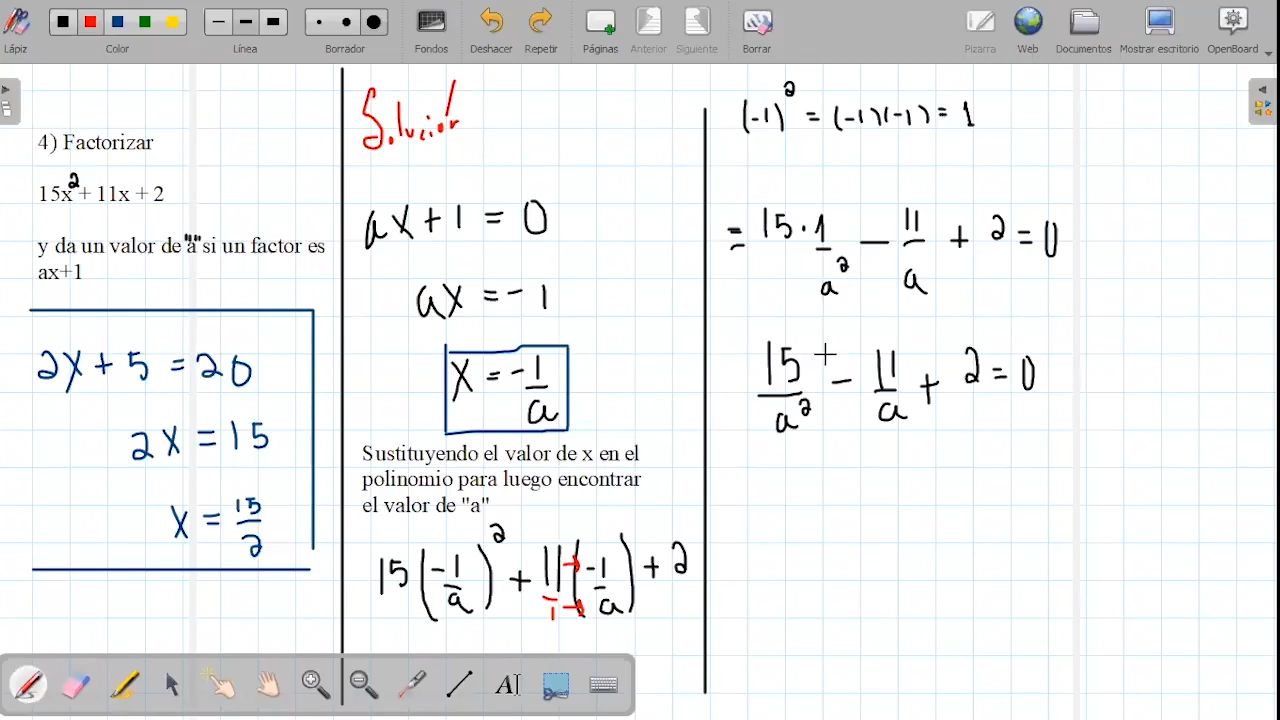 Lápiz
Color
Línea
Borrador
Fondos
Deshacer
Repetir
Páginas
Anterior
Siguiente
Borrar
Pizarra
Web
Documentos
Mostrar escritorio
OpenBoard
4) Factorizar
15x² + 11x + 2
y da un valor de "a" si un factor es
ax+1
2x + 5 = 20
2x = 15
x = 15/2
Solución
ax + 1 = 0
ax = -1
x = -1/a
Sustituyendo el valor de x en el
polinomio para luego encontrar
el valor de "a"
15(-1/a)² + 11/1(-1/a) + 2
(-1)² = (-1)(-1) = 1
= 15·1/a² - 11/a + 2 = 0
15/a² - 11/a + 2 = 0